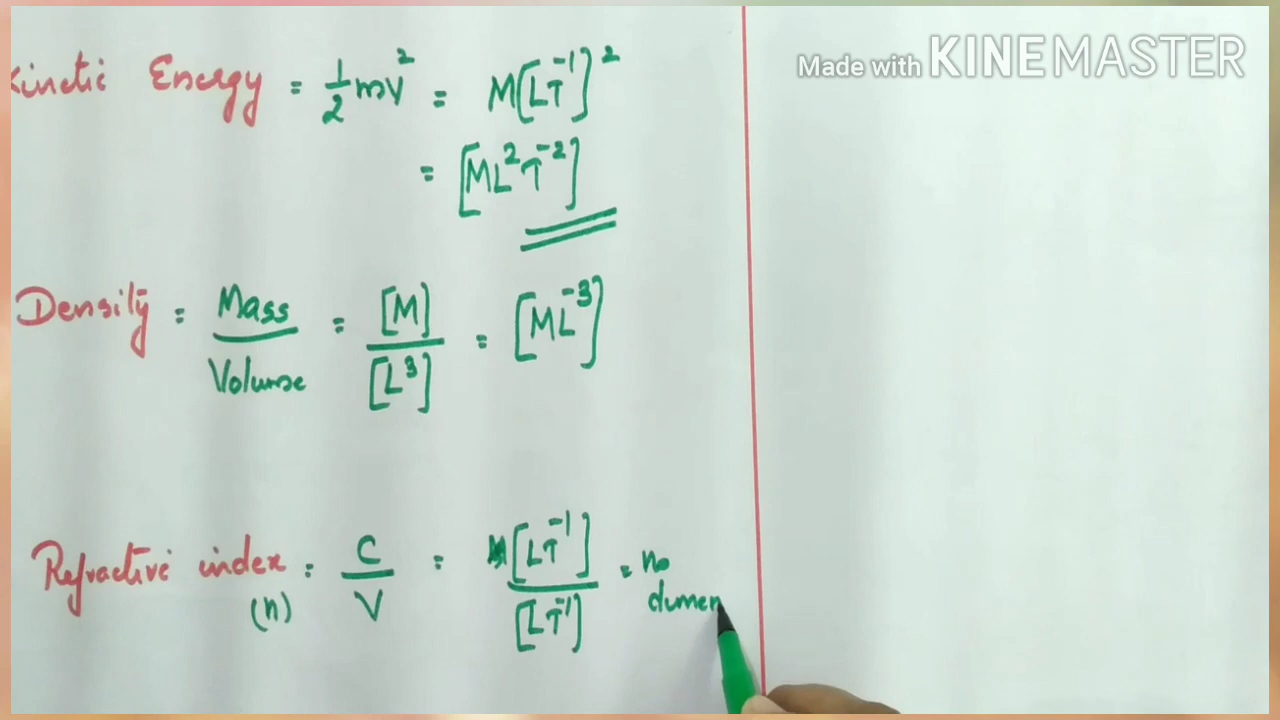 Made with KINEMASTER
Kinetic Energy = 1/2 mv² = M[LT⁻¹]²
= [ML²T⁻²]
Density = Mass/Volume = [M]/[L³] = [ML⁻³]
Refractive index (n) = C/V = [LT⁻¹]/[LT⁻¹] = no
dimen